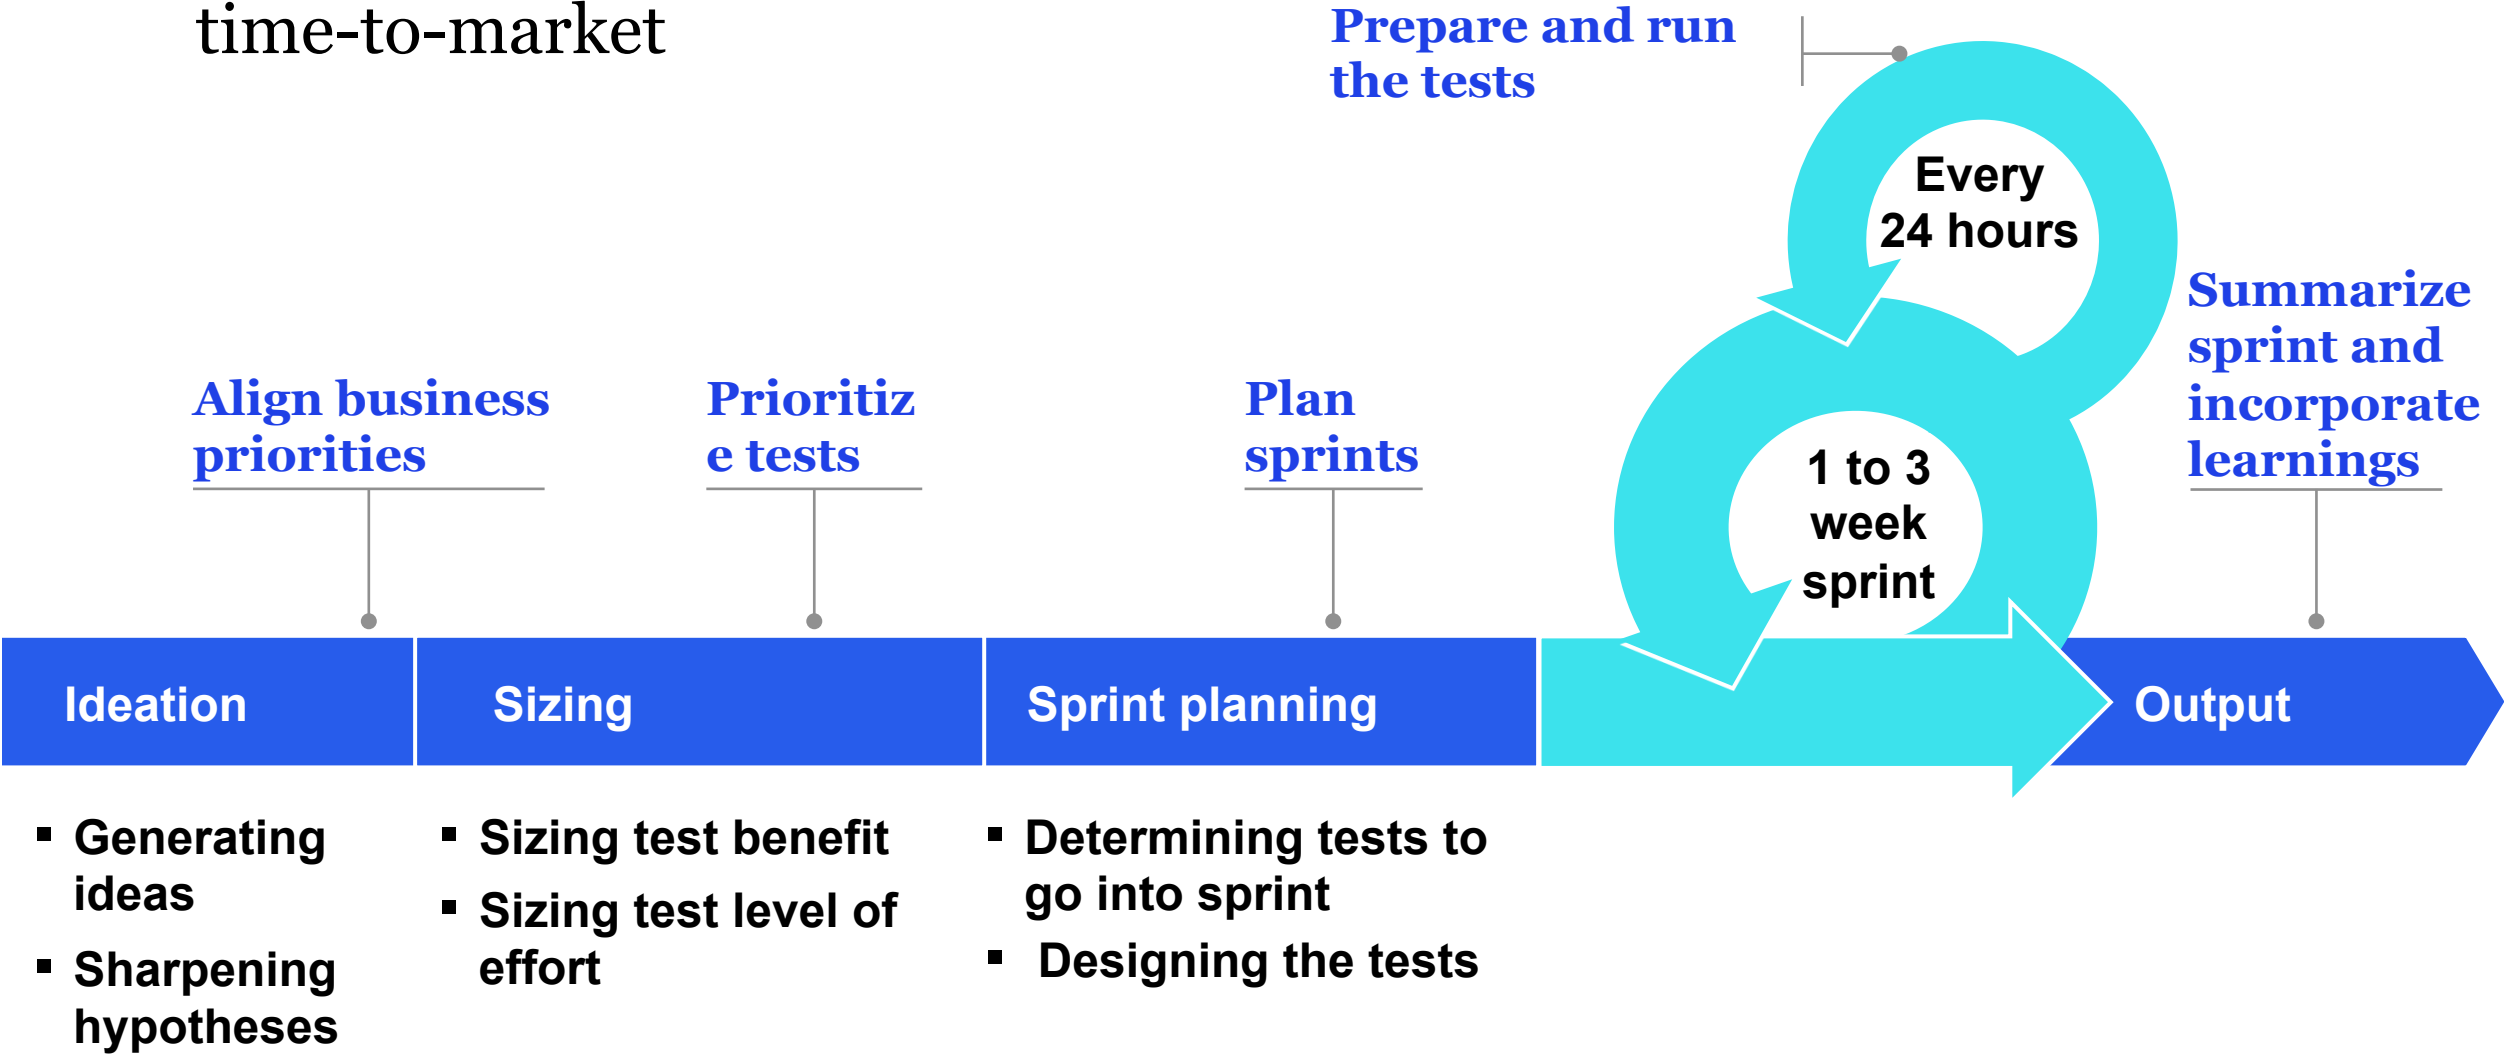 time-to-market
Prepare and run
the tests
Every
24 hours
Summarize
sprint and
incorporate
learnings
Align business
priorities
Prioritiz
e tests
Plan
sprints
1 to 3
week
sprint
Ideation
Sizing
Sprint planning
Output
▪ Generating
ideas
▪ Sharpening
hypotheses
▪ Sizing test benefit
▪ Sizing test level of
effort
▪ Determining tests to
go into sprint
▪ Designing the tests